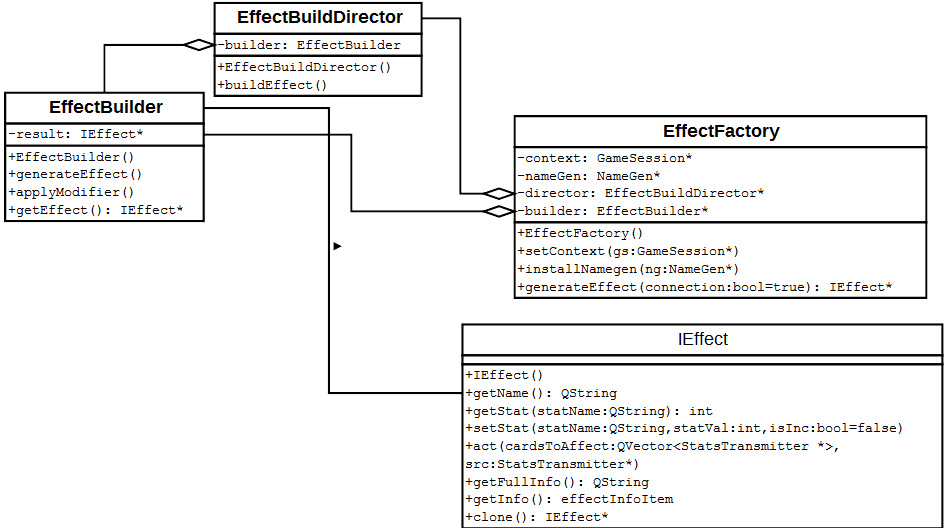 EffectBuildDirector
-builder: EffectBuilder
+EffectBuildDirector()
+buildEffect()
EffectBuilder
-result: IEffect*
+EffectBuilder()
+generateEffect()
+applyModifier()
+getEffect(): IEffect*
EffectFactory
-context: GameSession*
-nameGen: NameGen*
-director: EffectBuildDirector*
-builder: EffectBuilder*
+EffectFactory()
+setContext(gs:GameSession*)
+installNamegen(ng:NameGen*)
+generateEffect(connection:bool=true): IEffect*
IEffect
+IEffect()
+getName(): QString
+getStat(statName:QString): int
+setStat(statName:QString,statVal:int,isInc:bool=false)
+act(cardsToAffect:QVector<StatsTransmitter *>,
src:StatsTransmitter*)
+getFullInfo(): QString
+getInfo(): effectInfoItem
+clone(): IEffect*